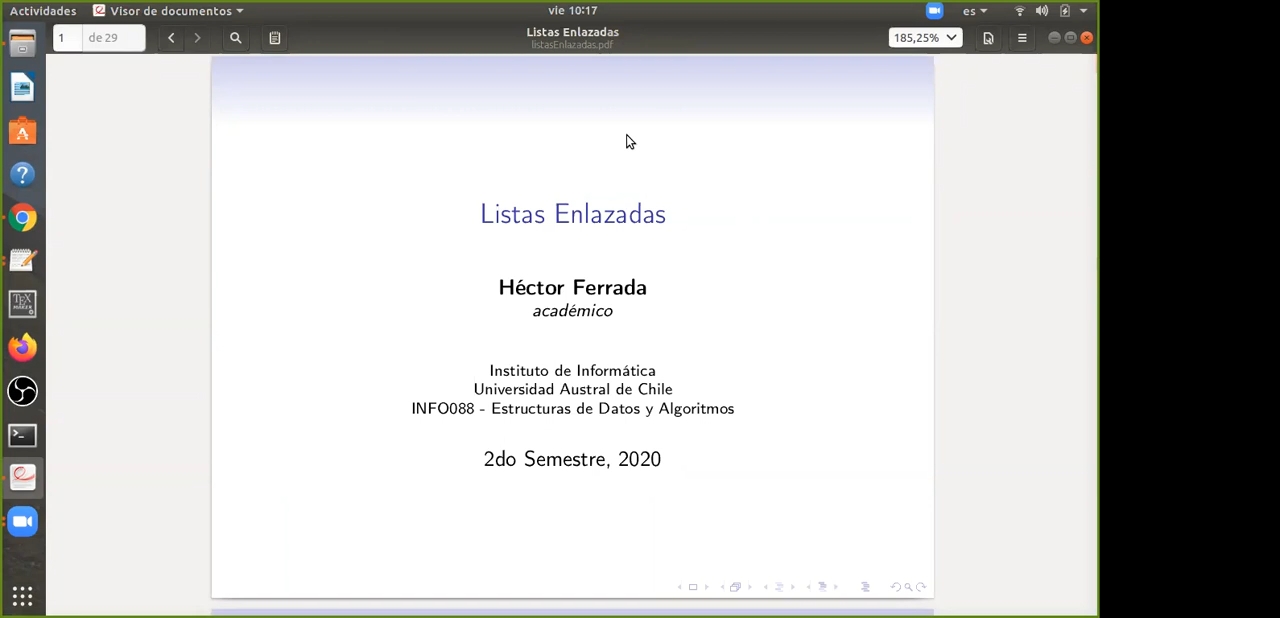 Actividades
Visor de documentos
vie 10:17
es
1
de 29
Listas Enlazadas
listasEnlazadas.pdf
185,25%
Listas Enlazadas
Héctor Ferrada
académico
Instituto de Informática
Universidad Austral de Chile
INFO088 - Estructuras de Datos y Algoritmos
2do Semestre, 2020